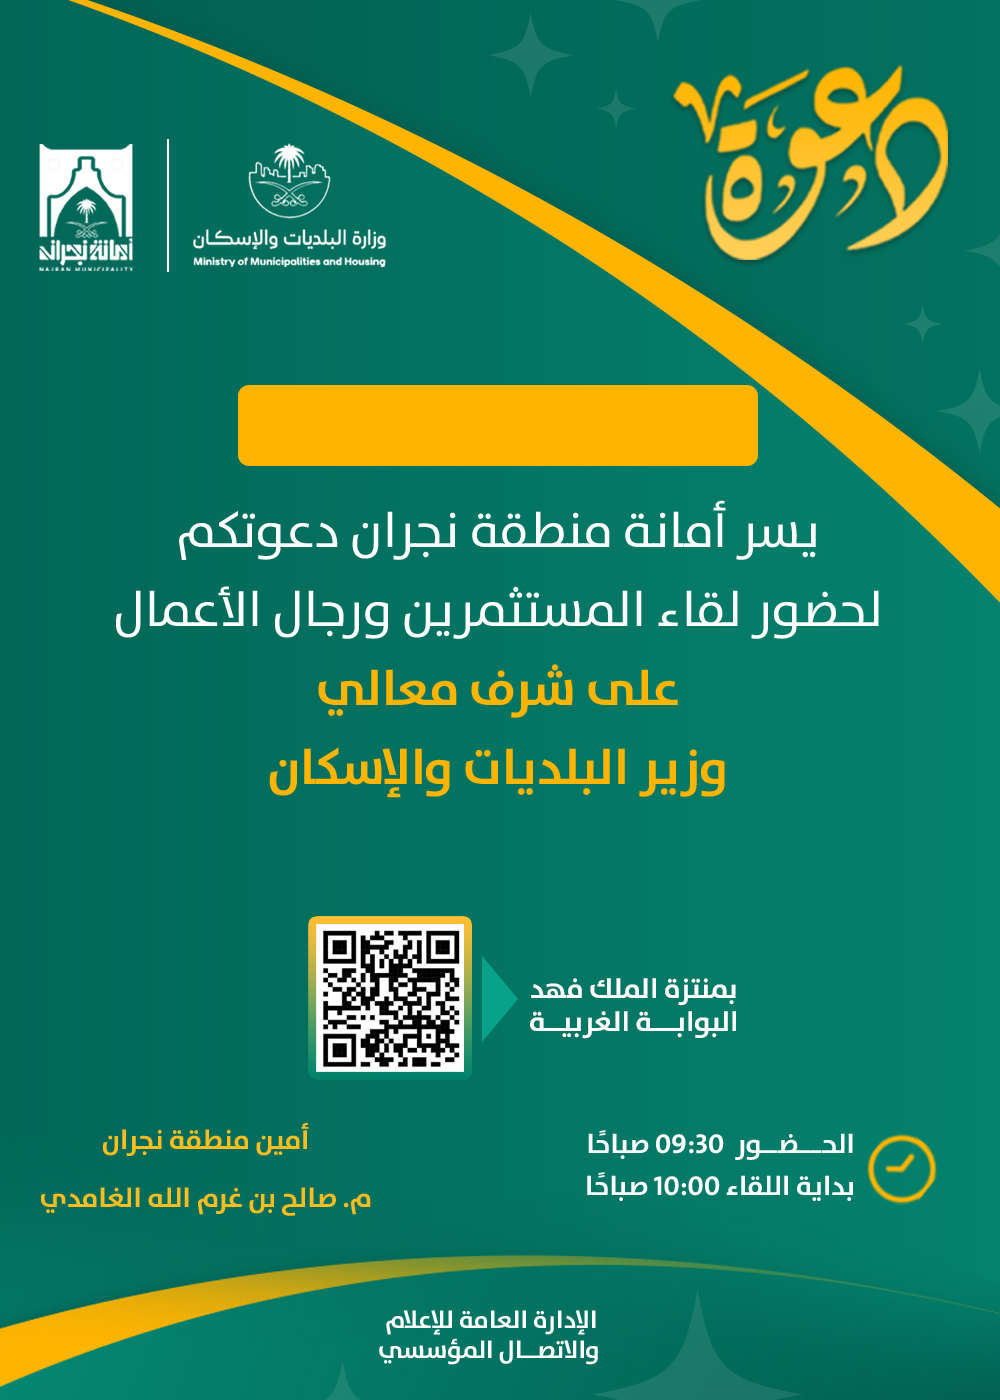 دعوة
وزارة البلديات والإسكان
Ministry of Municipalities and Housing
أمانة نجران
NAJRAN MUNICIPALITY
يسر أمانة منطقة نجران دعوتكم
لحضور لقاء المستثمرين ورجال الأعمال
على شرف معالي
وزير البلديات والإسكان
بمنتزة الملك فهد
البوابـــة الغربيـــة
الحـــضـــور 09:30 صباحًا
بداية اللقاء 10:00 صباحًا
أمين منطقة نجران
م. صالح بن غرم الله الغامدي
الإدارة العامة للإعلام
والاتصـــال المؤسسي